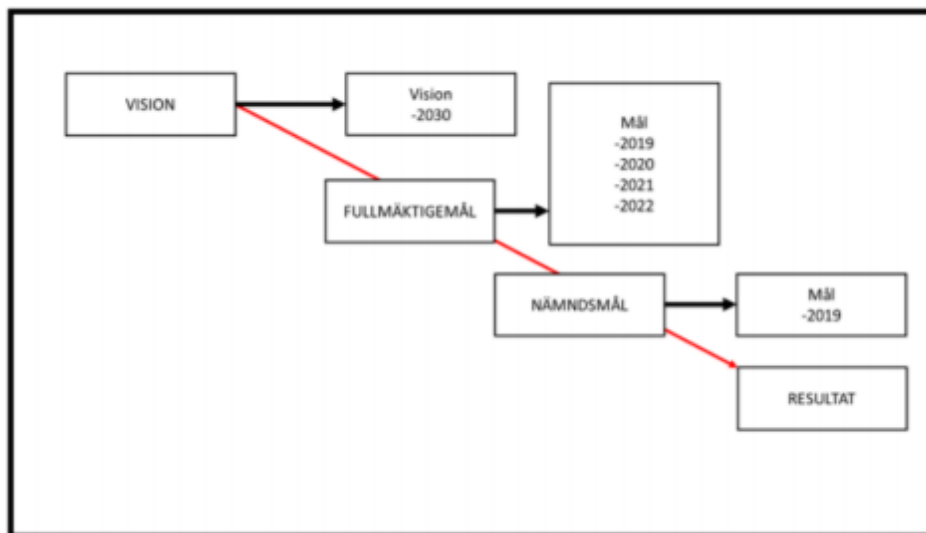 VISION
Vision
-2030
FULLMÄKTIGEMÅL
Mål
-2019
-2020
-2021
-2022
NÄMNDSMÅL
Mål
-2019
RESULTAT